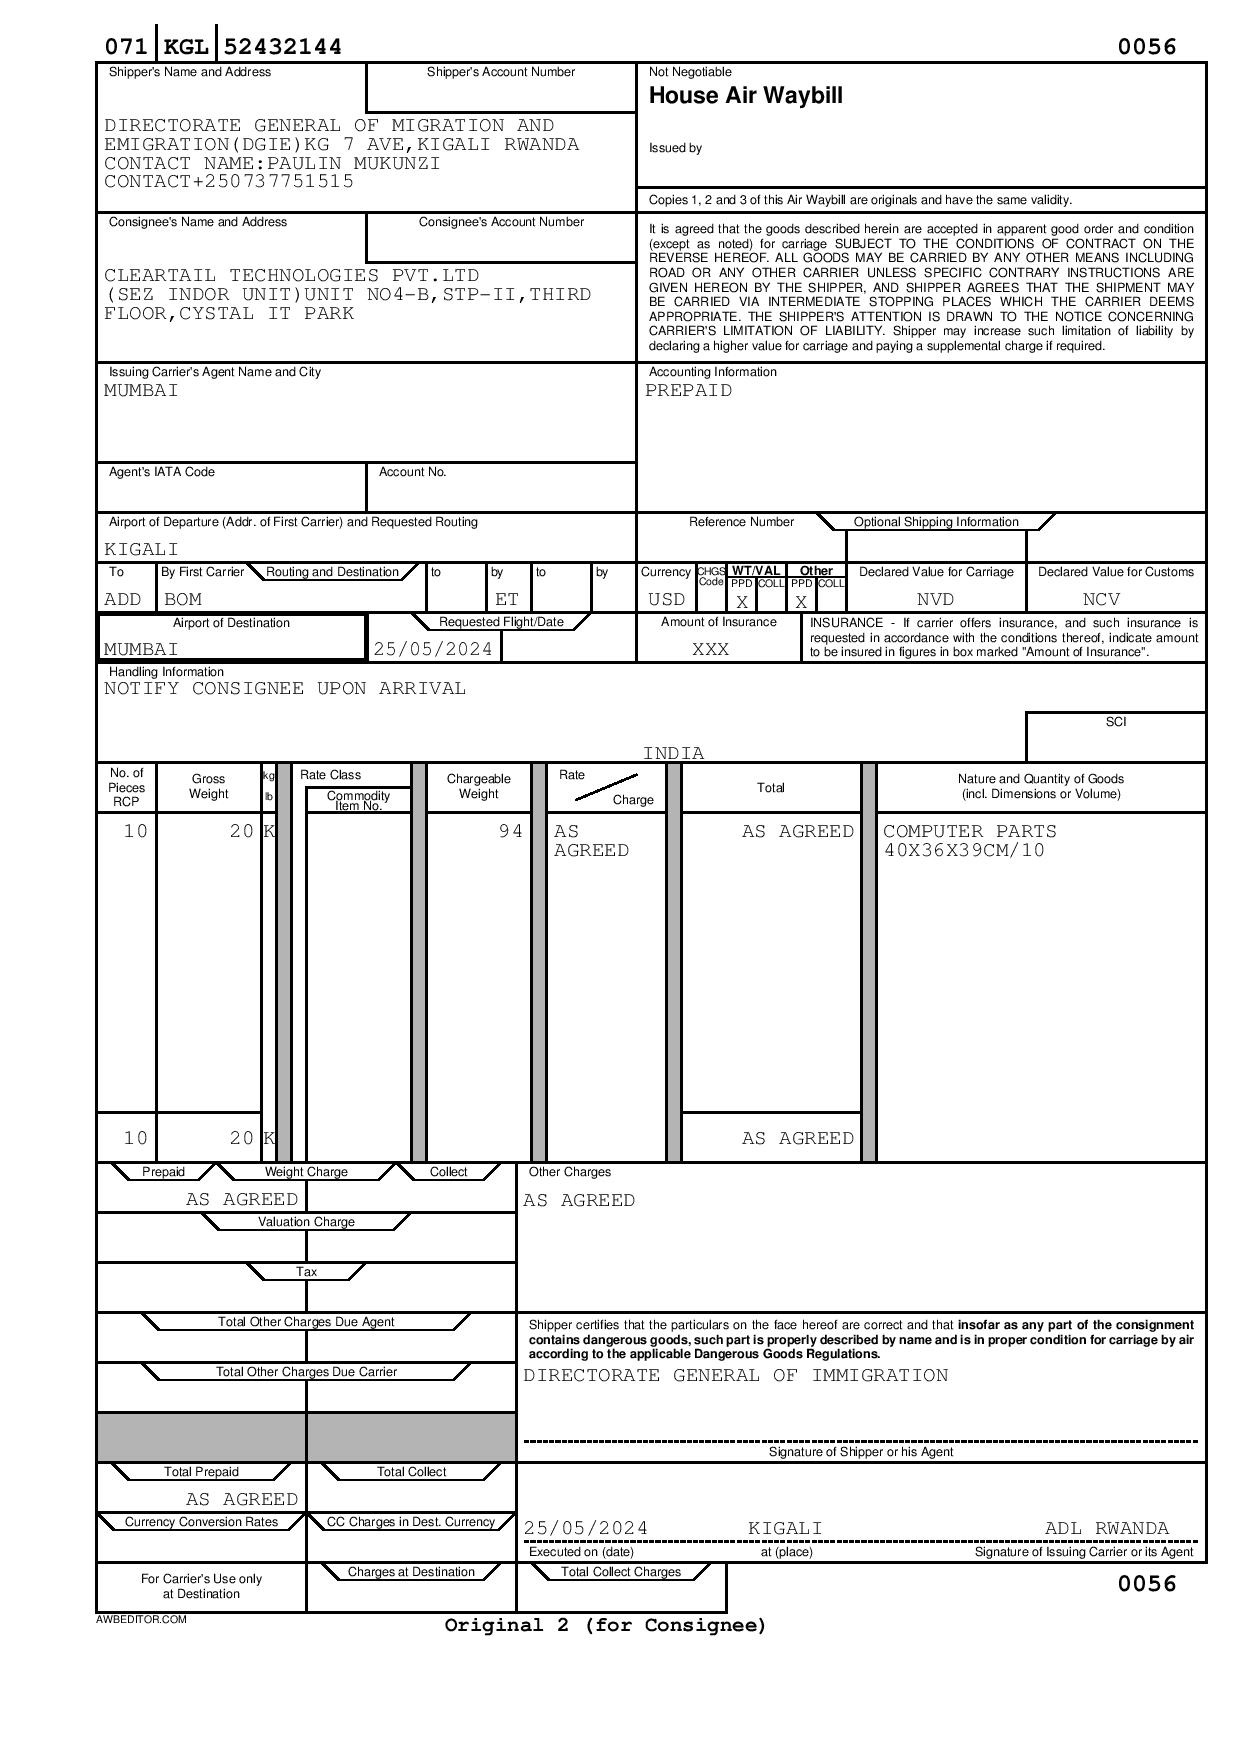 071 KGL 52432144 0056
Shipper's Name and Address
Shipper's Account Number
DIRECTORATE GENERAL OF MIGRATION AND
EMIGRATION(DGIE)KG 7 AVE,KIGALI RWANDA
CONTACT NAME:PAULIN MUKUNZI
CONTACT+250737751515
Not Negotiable
House Air Waybill
Issued by
Copies 1, 2 and 3 of this Air Waybill are originals and have the same validity.
Consignee's Name and Address
Consignee's Account Number
CLEARTAIL TECHNOLOGIES PVT.LTD
(SEZ INDOR UNIT)UNIT NO4-B,STP-II,THIRD
FLOOR,CYSTAL IT PARK
It is agreed that the goods described herein are accepted in apparent good order and condition
(except as noted) for carriage SUBJECT TO THE CONDITIONS OF CONTRACT ON THE
REVERSE HEREOF. ALL GOODS MAY BE CARRIED BY ANY OTHER MEANS INCLUDING
ROAD OR ANY OTHER CARRIER UNLESS SPECIFIC CONTRARY INSTRUCTIONS ARE
GIVEN HEREON BY THE SHIPPER, AND SHIPPER AGREES THAT THE SHIPMENT MAY
BE CARRIED VIA INTERMEDIATE STOPPING PLACES WHICH THE CARRIER DEEMS
APPROPRIATE. THE SHIPPER'S ATTENTION IS DRAWN TO THE NOTICE CONCERNING
CARRIER'S LIMITATION OF LIABILITY. Shipper may increase such limitation of liability by
declaring a higher value for carriage and paying a supplemental charge if required.
Issuing Carrier's Agent Name and City
MUMBAI
Accounting Information
PREPAID
Agent's IATA Code
Account No.
Airport of Departure (Addr. of First Carrier) and Requested Routing
KIGALI
Reference Number
Optional Shipping Information
To By First Carrier Routing and Destination to by to by
ADD BOM ET
Currency CHGS Code WT/VAL PPD COLL Other PPD COLL Declared Value for Carriage Declared Value for Customs
USD X X NVD NCV
Airport of Destination
MUMBAI
Requested Flight/Date
25/05/2024
Amount of Insurance
XXX
INSURANCE - If carrier offers insurance, and such insurance is
requested in accordance with the conditions thereof, indicate amount
to be insured in figures in box marked "Amount of Insurance".
Handling Information
NOTIFY CONSIGNEE UPON ARRIVAL
SCI
INDIA
No. of
Pieces
RCP
Gross
Weight
kg
lb
Rate Class
Commodity
Item No.
Chargeable
Weight
Rate
Charge
Total
Nature and Quantity of Goods
(incl. Dimensions or Volume)
10 20 K 94 AS AS AGREED COMPUTER PARTS
AGREED 40X36X39CM/10
10 20 K AS AGREED
Prepaid Weight Charge Collect
AS AGREED
Other Charges
AS AGREED
Valuation Charge
Tax
Total Other Charges Due Agent
Shipper certifies that the particulars on the face hereof are correct and that insofar as any part of the consignment
contains dangerous goods, such part is properly described by name and is in proper condition for carriage by air
according to the applicable Dangerous Goods Regulations.
DIRECTORATE GENERAL OF IMMIGRATION
Total Other Charges Due Carrier
Signature of Shipper or his Agent
Total Prepaid Total Collect
AS AGREED
Currency Conversion Rates CC Charges in Dest. Currency
25/05/2024 KIGALI ADL RWANDA
Executed on (date) at (place) Signature of Issuing Carrier or its Agent
For Carrier's Use only
at Destination
Charges at Destination Total Collect Charges
0056
AWBEDITOR.COM
Original 2 (for Consignee)